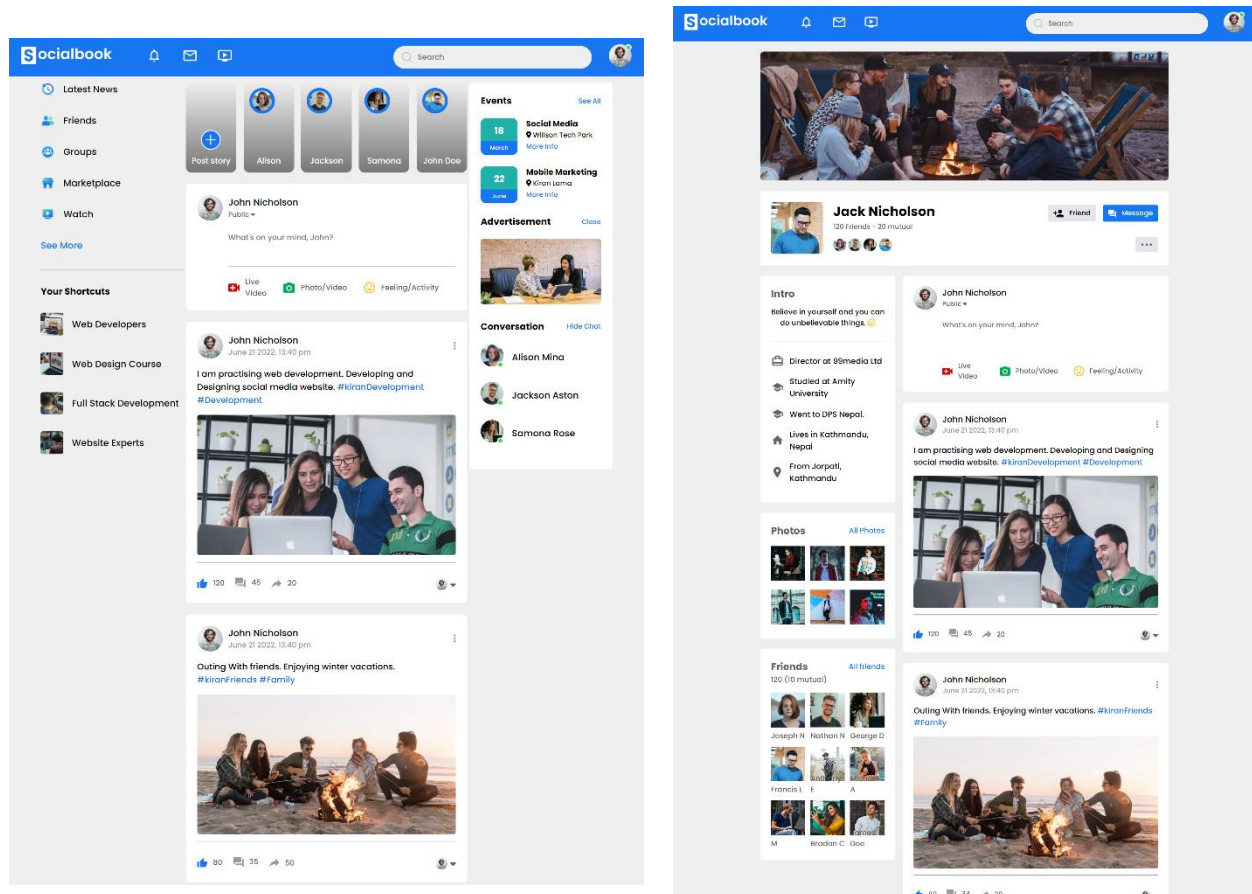 Socialbook
Search
Latest News
Friends
Groups
Marketplace
Watch
See More
Your Shortcuts
Web Developers
Web Design Course
Full Stack Development
Website Experts
Post story
Alison
Jackson
Samona
John Doe
John Nicholson
Public
What's on your mind, John?
Live
Video
Photo/Video
Feeling/Activity
John Nicholson
June 21 2022, 13:40 pm
I am practising web development. Developing and
Designing social media website. #kiranDevelopment
#Development
120
45
20
John Nicholson
June 21 2022, 13:40 pm
Outing With friends. Enjoying winter vacations.
#kiranFriends #Family
80
35
50
Events
See All
18
March
Social Media
Willson Tech Park
More Info
22
June
Mobile Marketing
Kiran Lama
More Info
Advertisement
Close
Conversation
Hide Chat
Alison Mina
Jackson Aston
Samona Rose
Socialbook
Search
Jack Nicholson
120 Friends - 20 mutual
Friend
Message
Intro
Believe in yourself and you can
do unbelievable things.
Director at 99media Ltd
Studied at Amity
University
Went to DPS Nepal.
Lives in Kathmandu,
Nepal
From Jorpati,
Kathmandu
Photos
All Photos
Friends
All friends
120 (10 mutual)
Joseph N
Nathan N
George D
Francis L
E
A
M
Bradon C
Doe
John Nicholson
Public
What's on your mind, John?
Live
Video
Photo/Video
Feeling/Activity
John Nicholson
June 21 2022, 13:40 pm
I am practising web development. Developing and Designing
social media website. #kiranDevelopment #Development
120
45
20
John Nicholson
June 21 2022, 13:40 pm
Outing With friends. Enjoying winter vacations. #kiranFriends
#Family